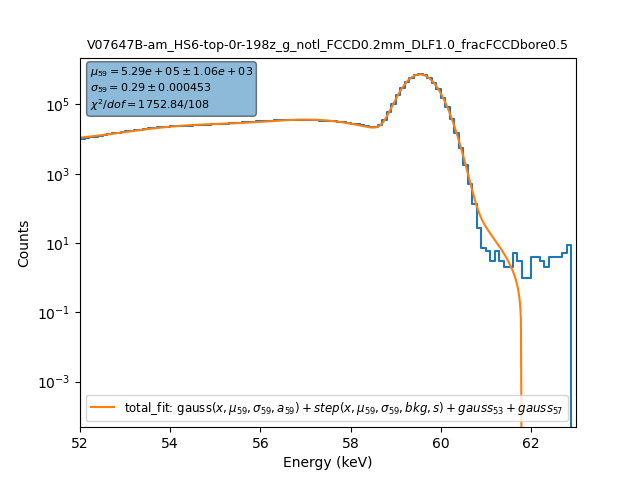 V07647B-am_HS6-top-0r-198z_g_notl_FCCD0.2mm_DLF1.0_fracFCCDbore0.5
μ₅₉ = 5.29e + 05 ± 1.06e + 03
σ₅₉ = 0.29 ± 0.000453
χ²/dof = 1752.84/108
10⁵
10³
10¹
10⁻¹
10⁻³
Counts
total_fit: gauss(x, μ₅₉, σ₅₉, a₅₉) + step(x, μ₅₉, σ₅₉, bkg, s) + gauss₅₃ + gauss₅₇
52 54 56 58 60 62
Energy (keV)